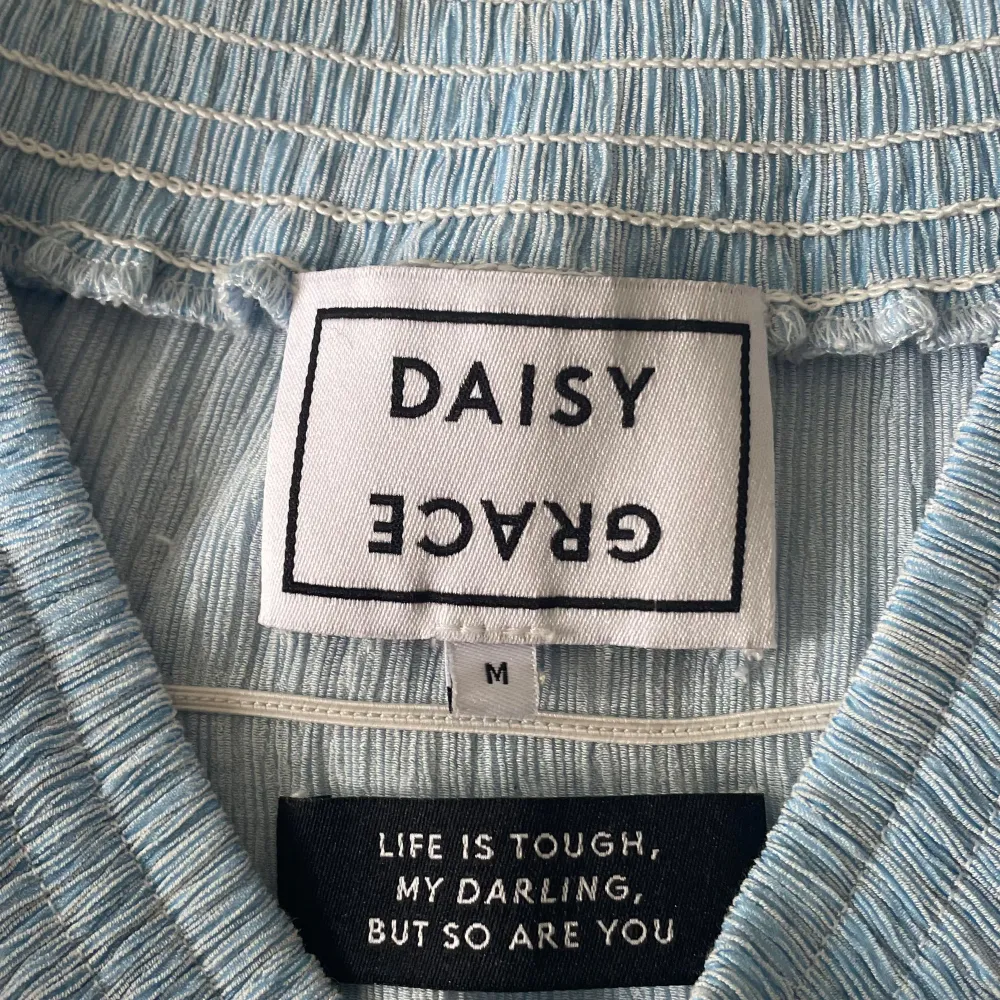 DAISY
GRACE
M
LIFE IS TOUGH,
MY DARLING,
BUT SO ARE YOU